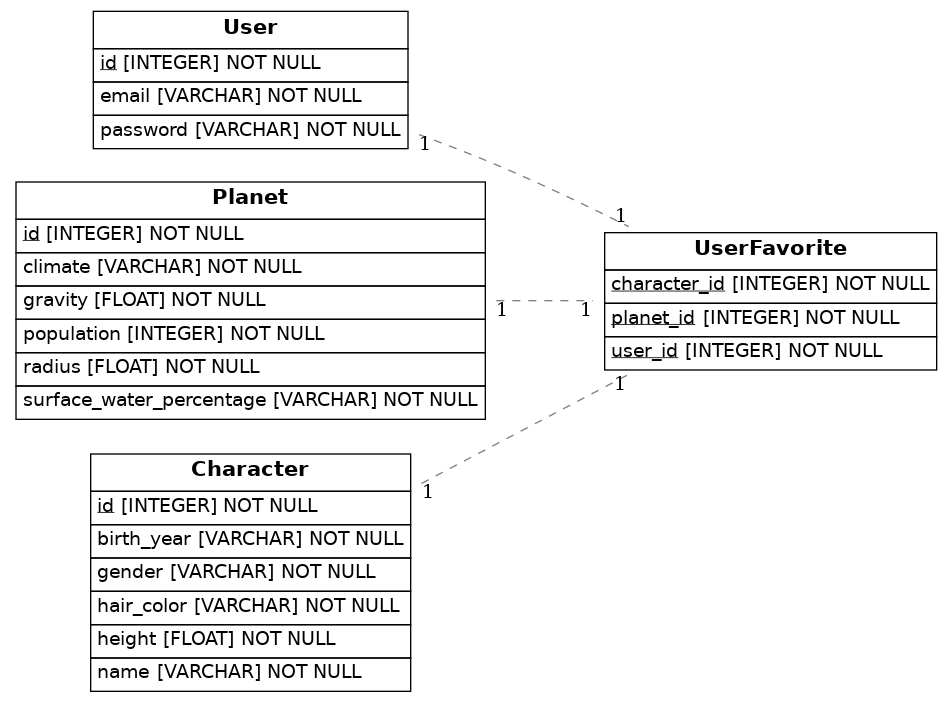 User
id [INTEGER] NOT NULL
email [VARCHAR] NOT NULL
password [VARCHAR] NOT NULL
1
Planet
id [INTEGER] NOT NULL
climate [VARCHAR] NOT NULL
gravity [FLOAT] NOT NULL
population [INTEGER] NOT NULL
radius [FLOAT] NOT NULL
surface_water_percentage [VARCHAR] NOT NULL
1
Character
id [INTEGER] NOT NULL
birth_year [VARCHAR] NOT NULL
gender [VARCHAR] NOT NULL
hair_color [VARCHAR] NOT NULL
height [FLOAT] NOT NULL
name [VARCHAR] NOT NULL
1
1
UserFavorite
character_id [INTEGER] NOT NULL
planet_id [INTEGER] NOT NULL
user_id [INTEGER] NOT NULL
1
1